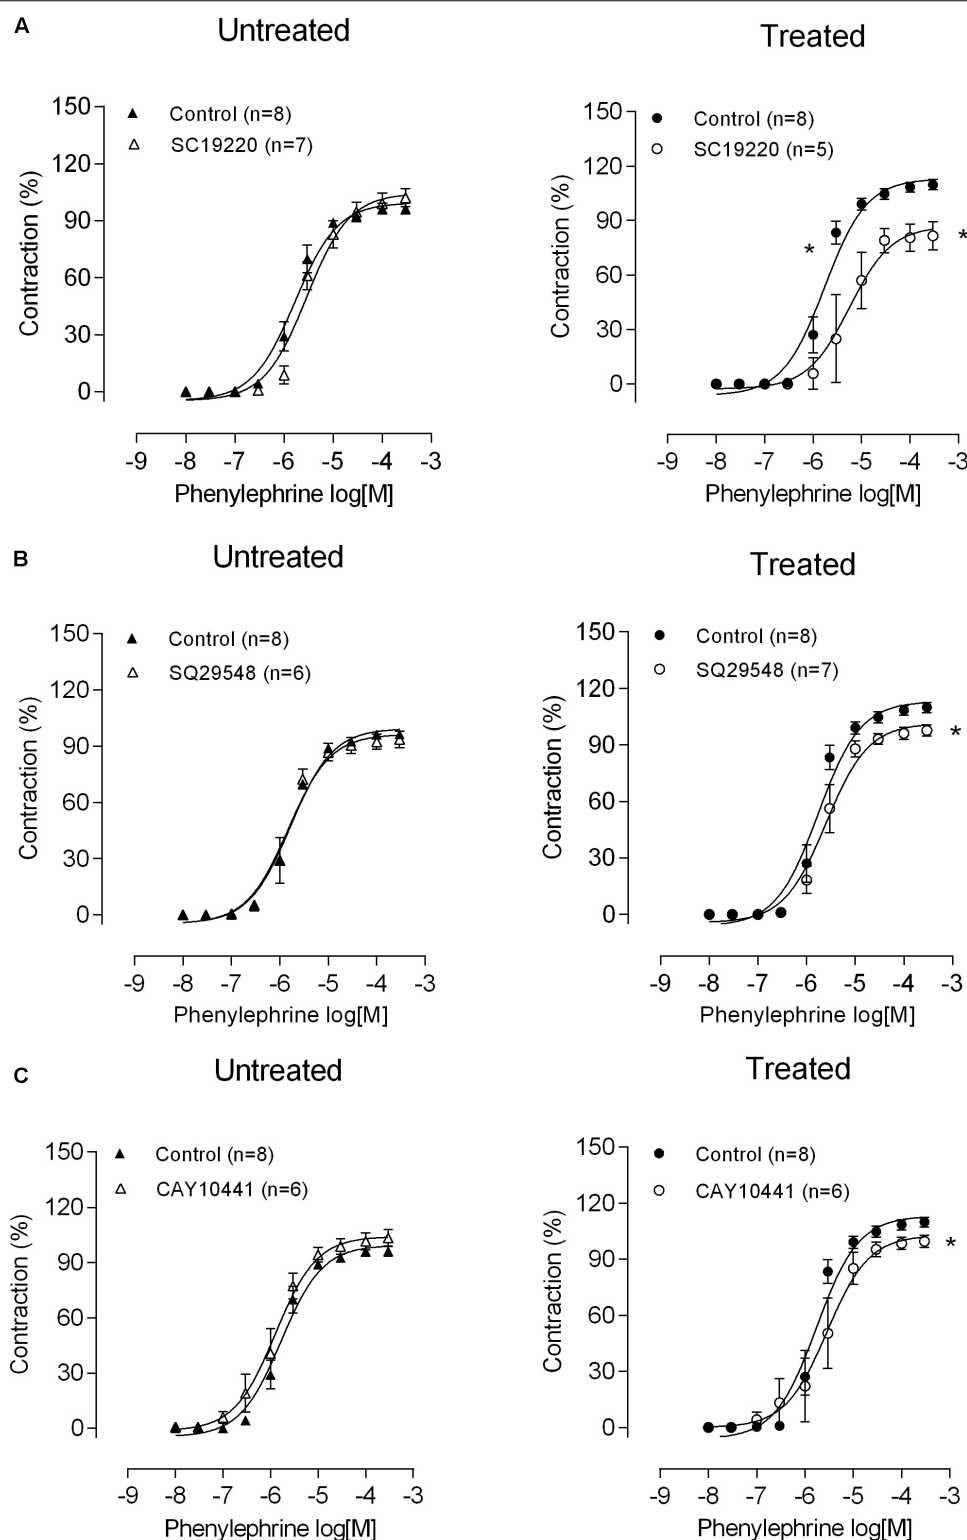 A
Untreated
Treated
150
120
90
60
30
0
Contraction (%)
Control (n=8)
SC19220 (n=7)
-9 -8 -7 -6 -5 -4 -3
Phenylephrine log[M]
150
120
90
60
30
0
Contraction (%)
Control (n=8)
SC19220 (n=5)
*
*
-9 -8 -7 -6 -5 -4 -3
Phenylephrine log[M]
B
Untreated
Treated
150
120
90
60
30
0
Contraction (%)
Control (n=8)
SQ29548 (n=6)
-9 -8 -7 -6 -5 -4 -3
Phenylephrine log[M]
150
120
90
60
30
0
Contraction (%)
Control (n=8)
SQ29548 (n=7)
*
-9 -8 -7 -6 -5 -4 -3
Phenylephrine log[M]
C
Untreated
Treated
150
120
90
60
30
0
Contraction (%)
Control (n=8)
CAY10441 (n=6)
-9 -8 -7 -6 -5 -4 -3
Phenylephrine log[M]
150
120
90
60
30
0
Contraction (%)
Control (n=8)
CAY10441 (n=6)
*
-9 -8 -7 -6 -5 -4 -3
Phenylephrine log[M]